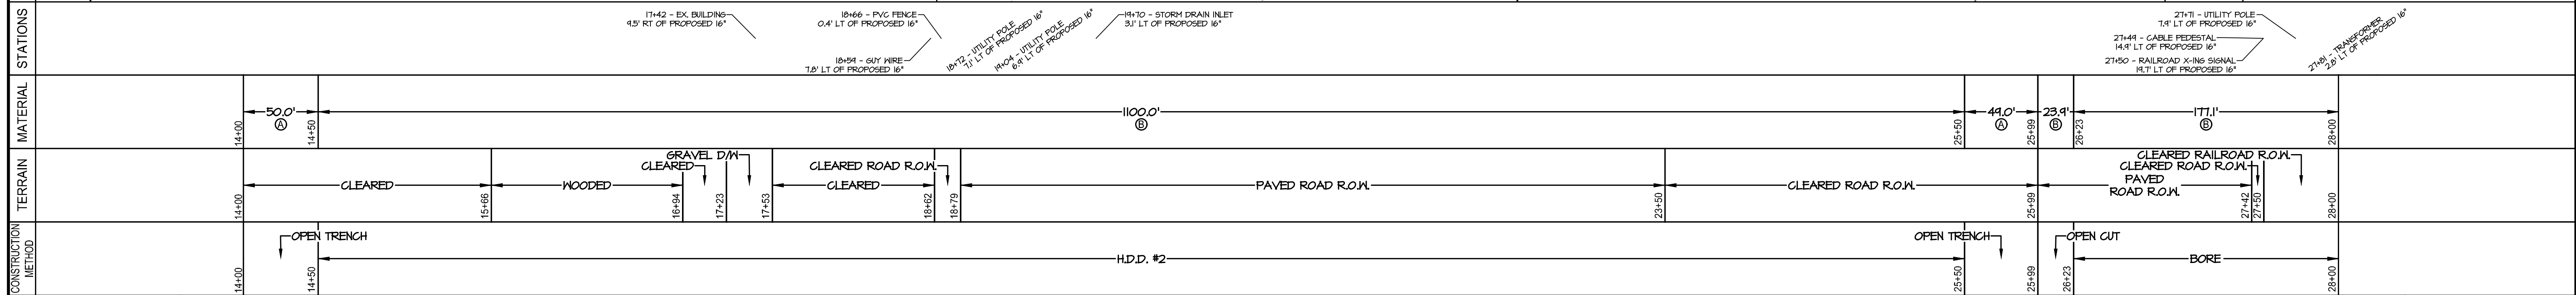 STATIONS
17+42 - EX. BUILDING
9.5' RT OF PROPOSED 16"
18+66 - PVC FENCE
0.4' LT OF PROPOSED 16"
18+59 - GUY WIRE
7.8' LT OF PROPOSED 16"
18+72 - UTILITY POLE
7.1' LT OF PROPOSED 16"
19+04 - UTILITY POLE
6.9' LT OF PROPOSED 16"
19+70 - STORM DRAIN INLET
3.1' LT OF PROPOSED 16"
27+71 - UTILITY POLE
7.9' LT OF PROPOSED 16"
27+49 - CABLE PEDESTAL
14.9' LT OF PROPOSED 16"
27+50 - RAILROAD X-ING SIGNAL
19.7' LT OF PROPOSED 16"
27+81 - TRANSFORMER
2.8' LT OF PROPOSED 16"
MATERIAL
14+00
50.0'
A
14+50
1100.0'
B
25+50
49.0'
A
25+99
23.9'
B
26+23
177.1'
B
28+00
TERRAIN
14+00
CLEARED
15+66
WOODED
16+94
CLEARED
17+23
GRAVEL D/W
17+53
CLEARED
18+62
CLEARED ROAD R.O.W.
18+79
PAVED ROAD R.O.W.
23+50
CLEARED ROAD R.O.W.
25+99
PAVED
ROAD R.O.W.
27+42
CLEARED ROAD R.O.W.
27+50
CLEARED RAILROAD R.O.W.
28+00
CONSTRUCTION
METHOD
14+00
OPEN TRENCH
14+50
H.D.D. #2
25+50
OPEN TRENCH
25+99
OPEN CUT
26+23
BORE
28+00